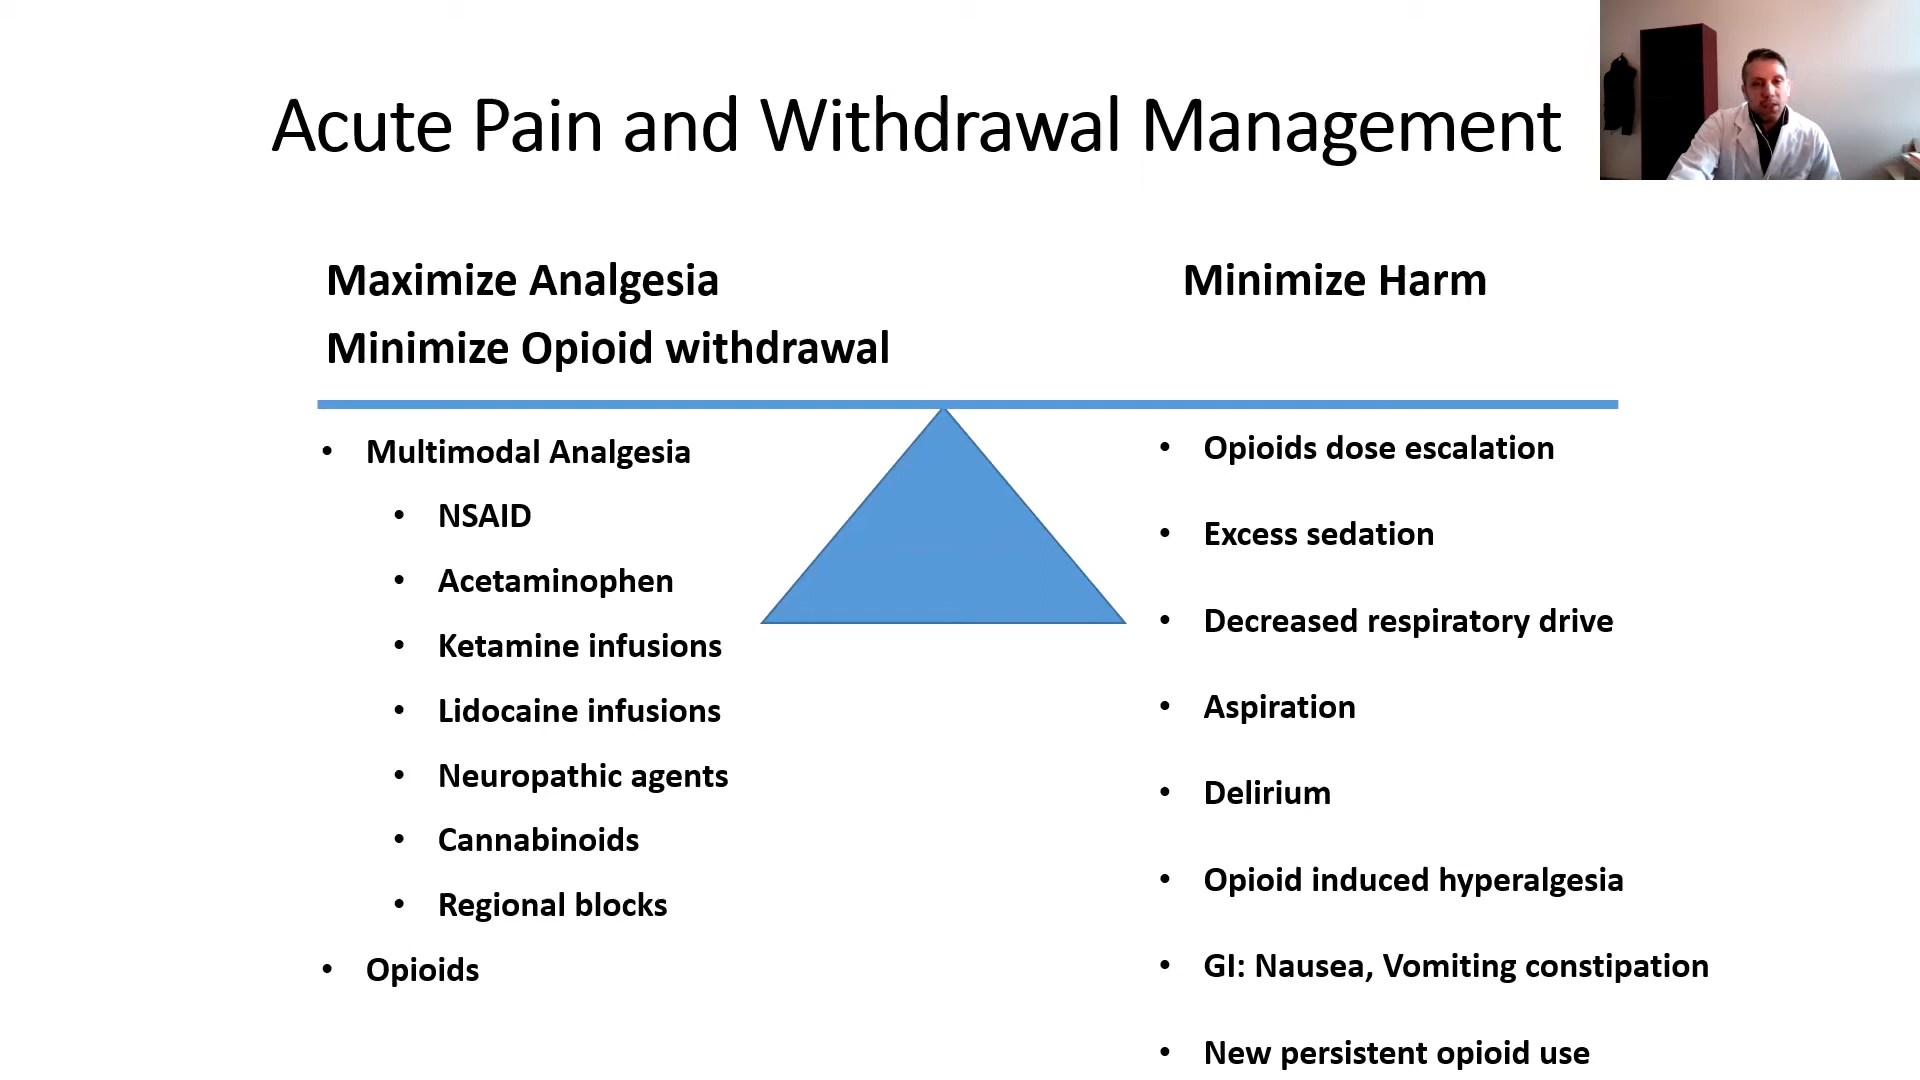 Acute Pain and Withdrawal Management
Maximize Analgesia
Minimize Opioid withdrawal
• Multimodal Analgesia
• NSAID
• Acetaminophen
• Ketamine infusions
• Lidocaine infusions
• Neuropathic agents
• Cannabinoids
• Regional blocks
• Opioids
Minimize Harm
• Opioids dose escalation
• Excess sedation
• Decreased respiratory drive
• Aspiration
• Delirium
• Opioid induced hyperalgesia
• GI: Nausea, Vomiting constipation
• New persistent opioid use